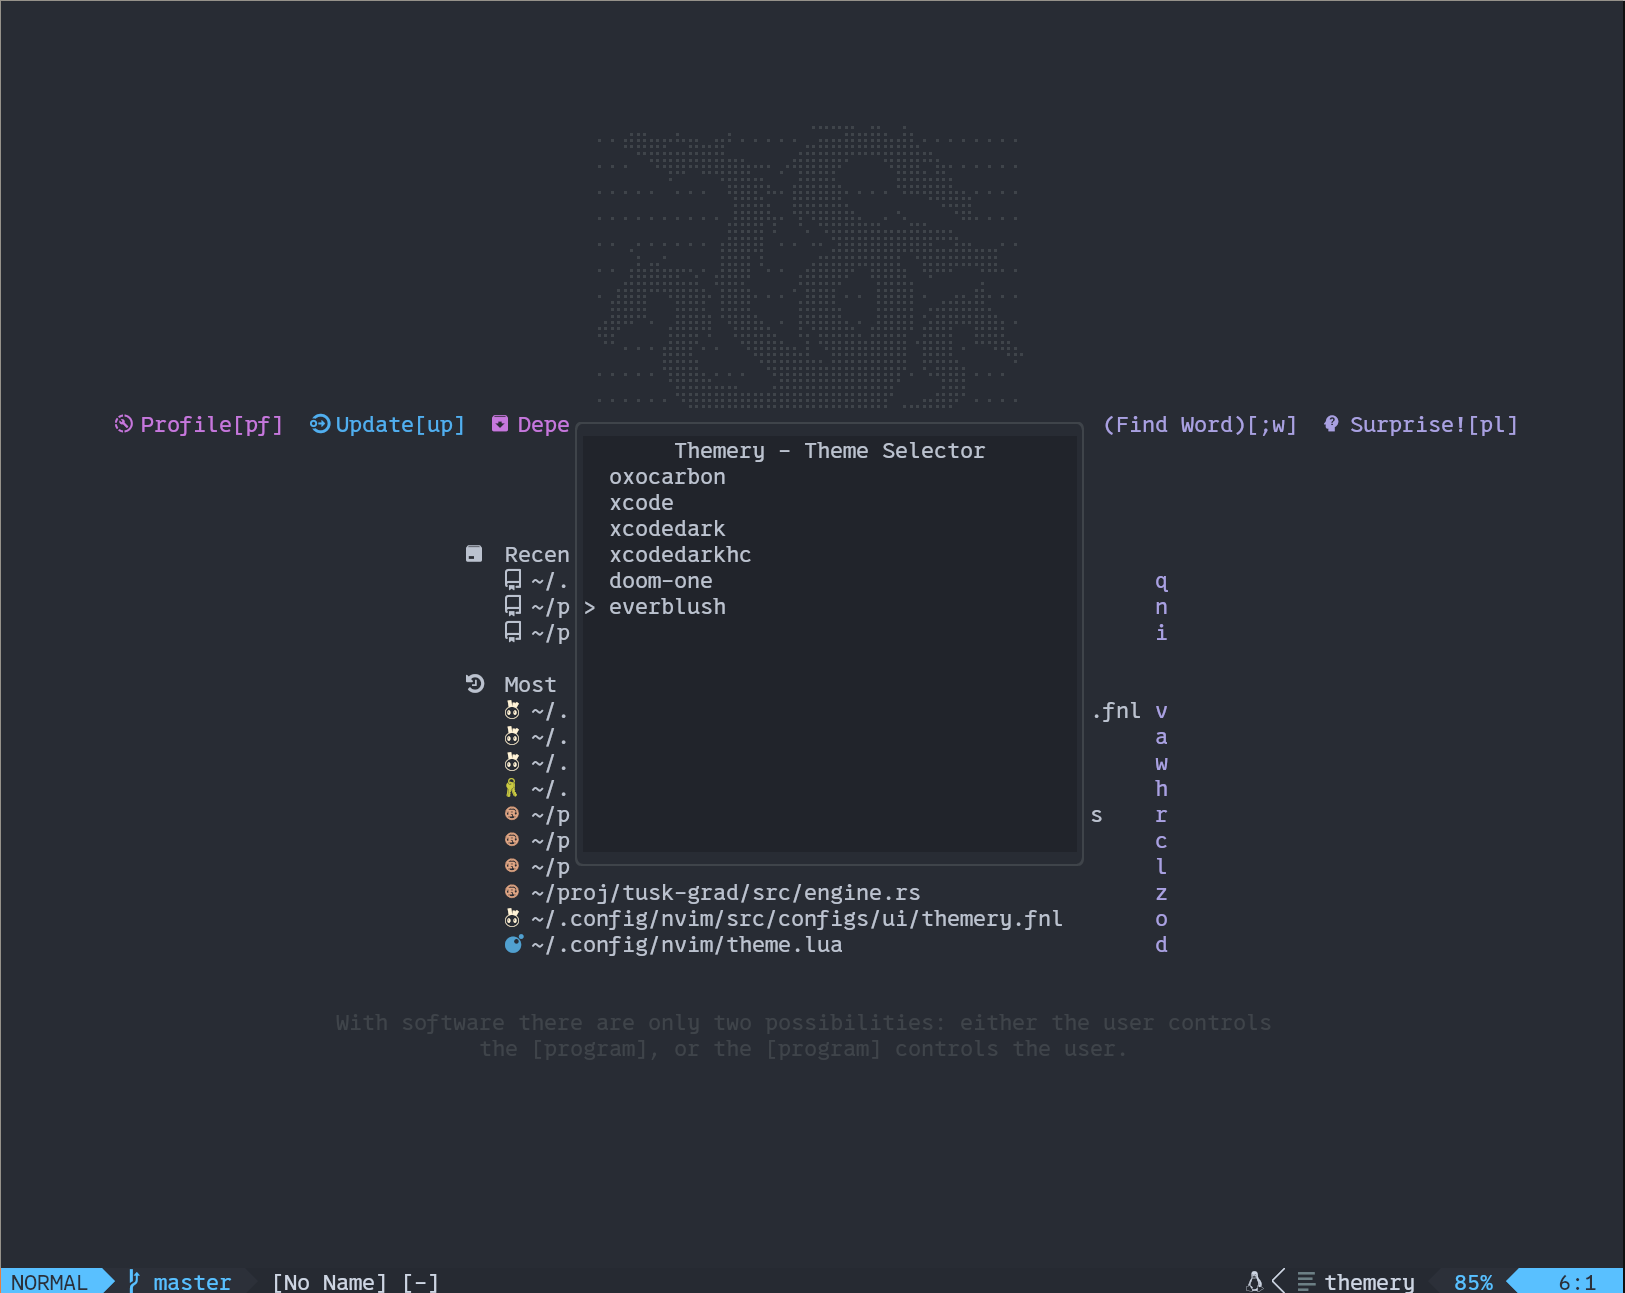 Profile[pf] Update[up] Depe (Find Word)[;w] Surprise![pl]
Themery - Theme Selector
oxocarbon
xcode
xcodedark
xcodedarkhc
doom-one
> everblush
Recen
~/. q
~/p n
~/p i
Most
~/. .fnl v
~/. a
~/. w
~/. h
~/p s r
~/p c
~/p l
~/proj/tusk-grad/src/engine.rs z
~/.config/nvim/src/configs/ui/themery.fnl o
~/.config/nvim/theme.lua d
With software there are only two possibilities: either the user controls
the [program], or the [program] controls the user.
NORMAL master [No Name] [-] themery 85% 6:1